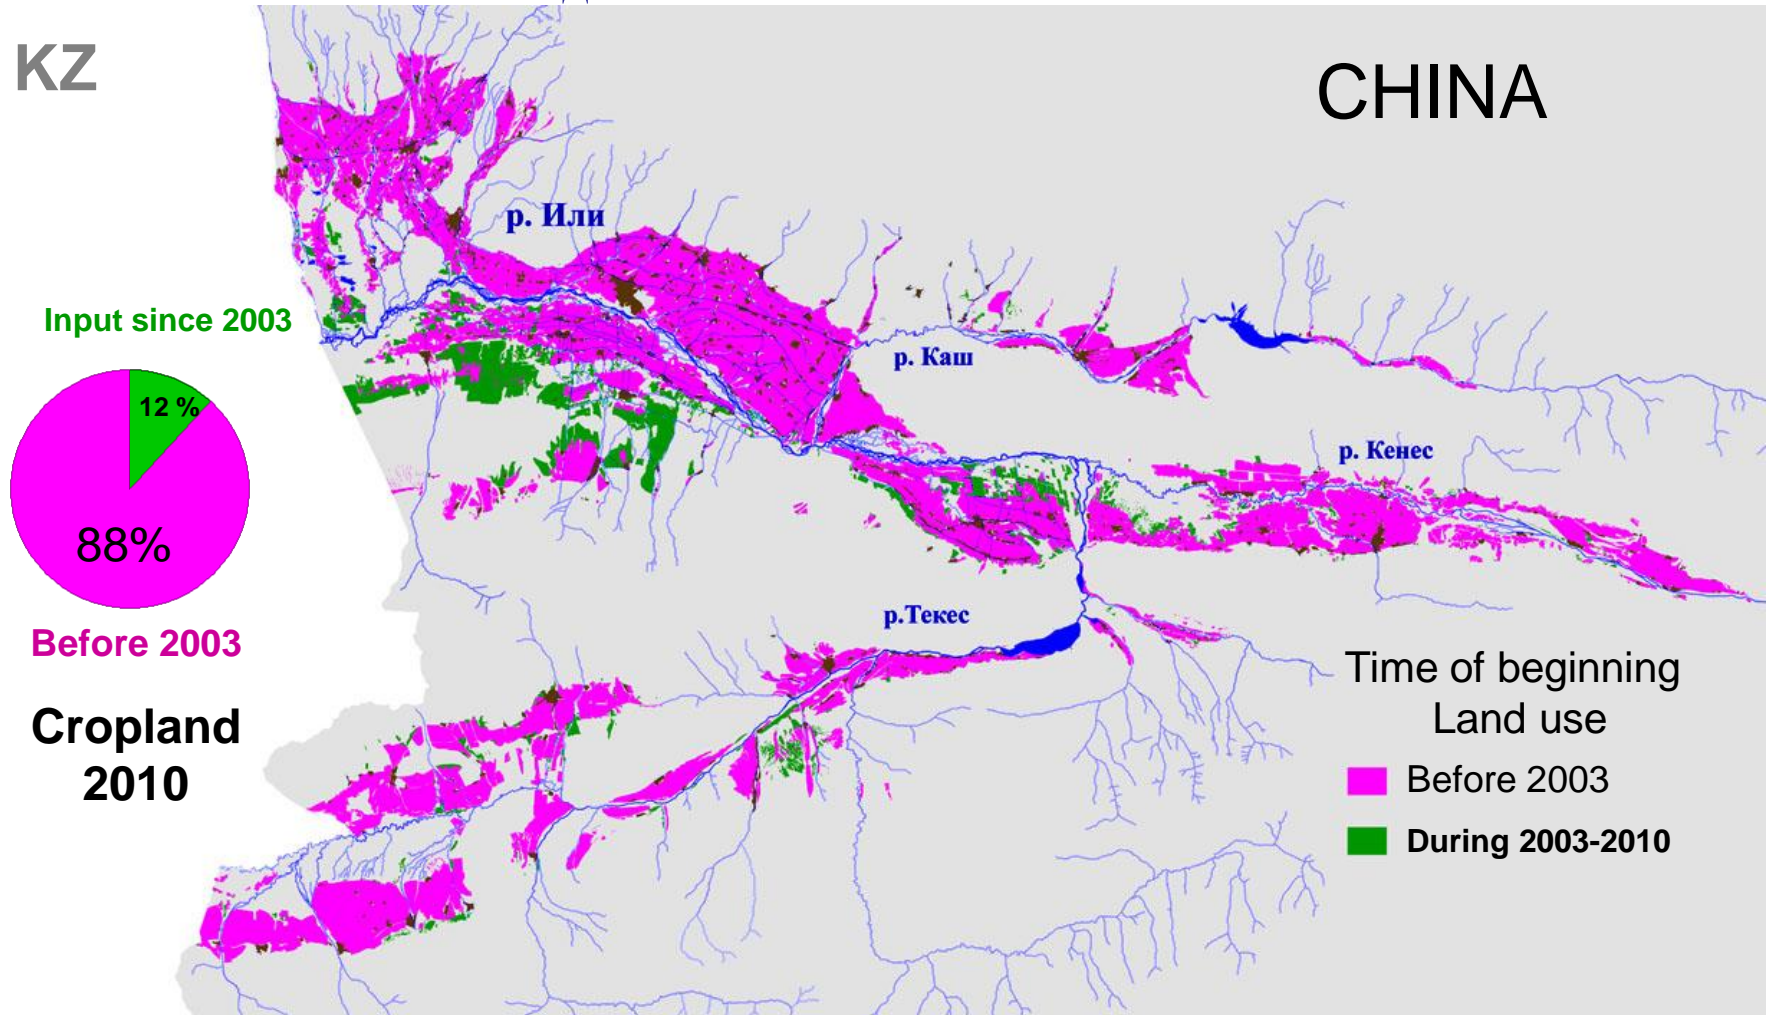 KZ
CHINA
р. Или
Input since 2003
р. Каш
12 %
р. Кенес
88%
р.Текес
Before 2003
Time of beginning
Land use
Cropland
2010
Before 2003
During 2003-2010